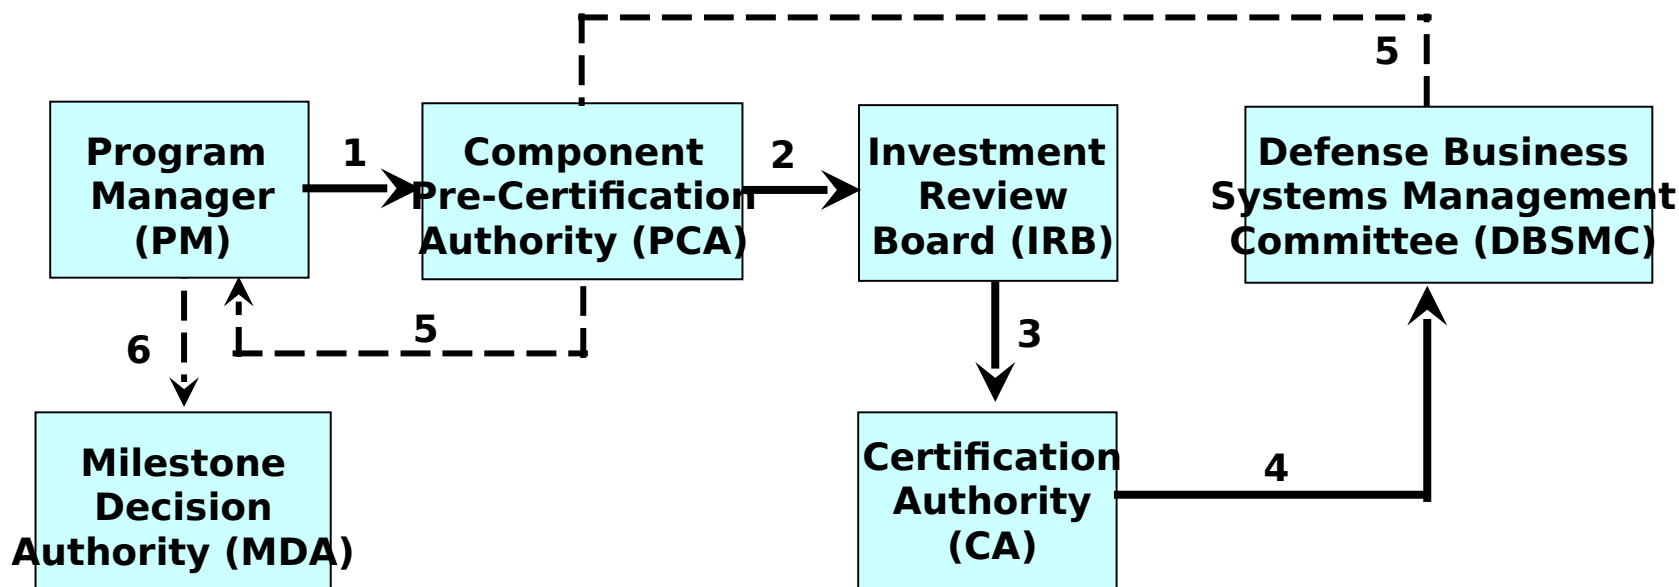 5
Program
Manager
(PM)
1
Component
Pre-Certification
Authority (PCA)
2
Investment
Review
Board (IRB)
Defense Business
Systems Management
Committee (DBSMC)
6
5
3
Milestone
Decision
Authority (MDA)
Certification
Authority
(CA)
4